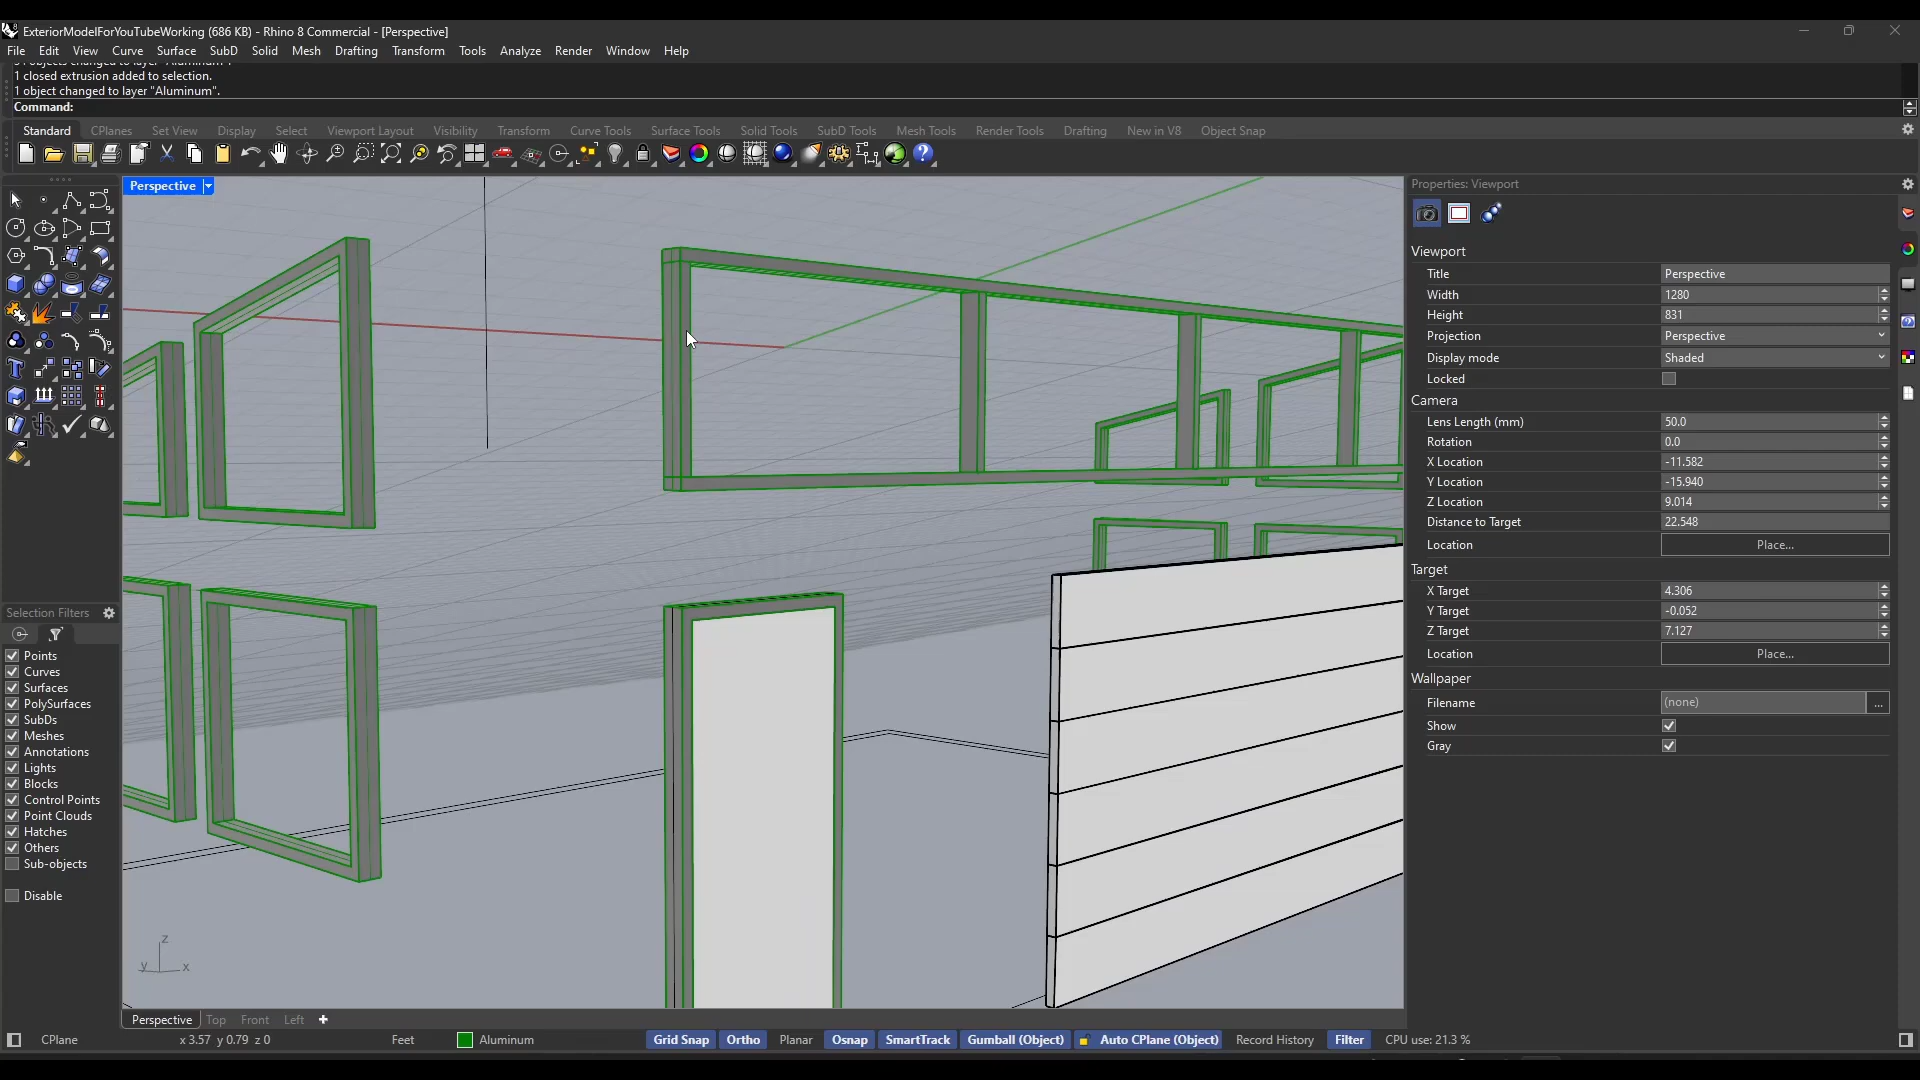 ExteriorModelForYouTubeWorking (686 KB) - Rhino 8 Commercial - [Perspective]
File Edit View Curve Surface SubD Solid Mesh Drafting Transform Tools Analyze Render Window Help
1 closed extrusion added to selection.
1 object changed to layer "Aluminum".
Command:
Standard CPlanes Set View Display Select Viewport Layout Visibility Transform Curve Tools Surface Tools Solid Tools SubD Tools Mesh Tools Render Tools Drafting New in V8 Object Snap
Perspective
Properties: Viewport
Viewport
Title Perspective
Width 1280
Height 831
Projection Perspective
Display mode Shaded
Locked
Camera
Lens Length (mm) 50.0
Rotation 0.0
X Location -11.582
Y Location -15.940
Z Location 9.014
Distance to Target 22.548
Location Place...
Target
X Target 4.306
Y Target -0.052
Z Target 7.127
Location Place...
Wallpaper
Filename (none) ...
Show
Gray
Selection Filters
Points
Curves
Surfaces
PolySurfaces
SubDs
Meshes
Annotations
Lights
Blocks
Control Points
Point Clouds
Hatches
Others
Sub-objects
Disable
z
y x
Perspective Top Front Left
CPlane x 3.57 y 0.79 z 0 Feet Aluminum Grid Snap Ortho Planar Osnap SmartTrack Gumball (Object) Auto CPlane (Object) Record History Filter CPU use: 21.3 %